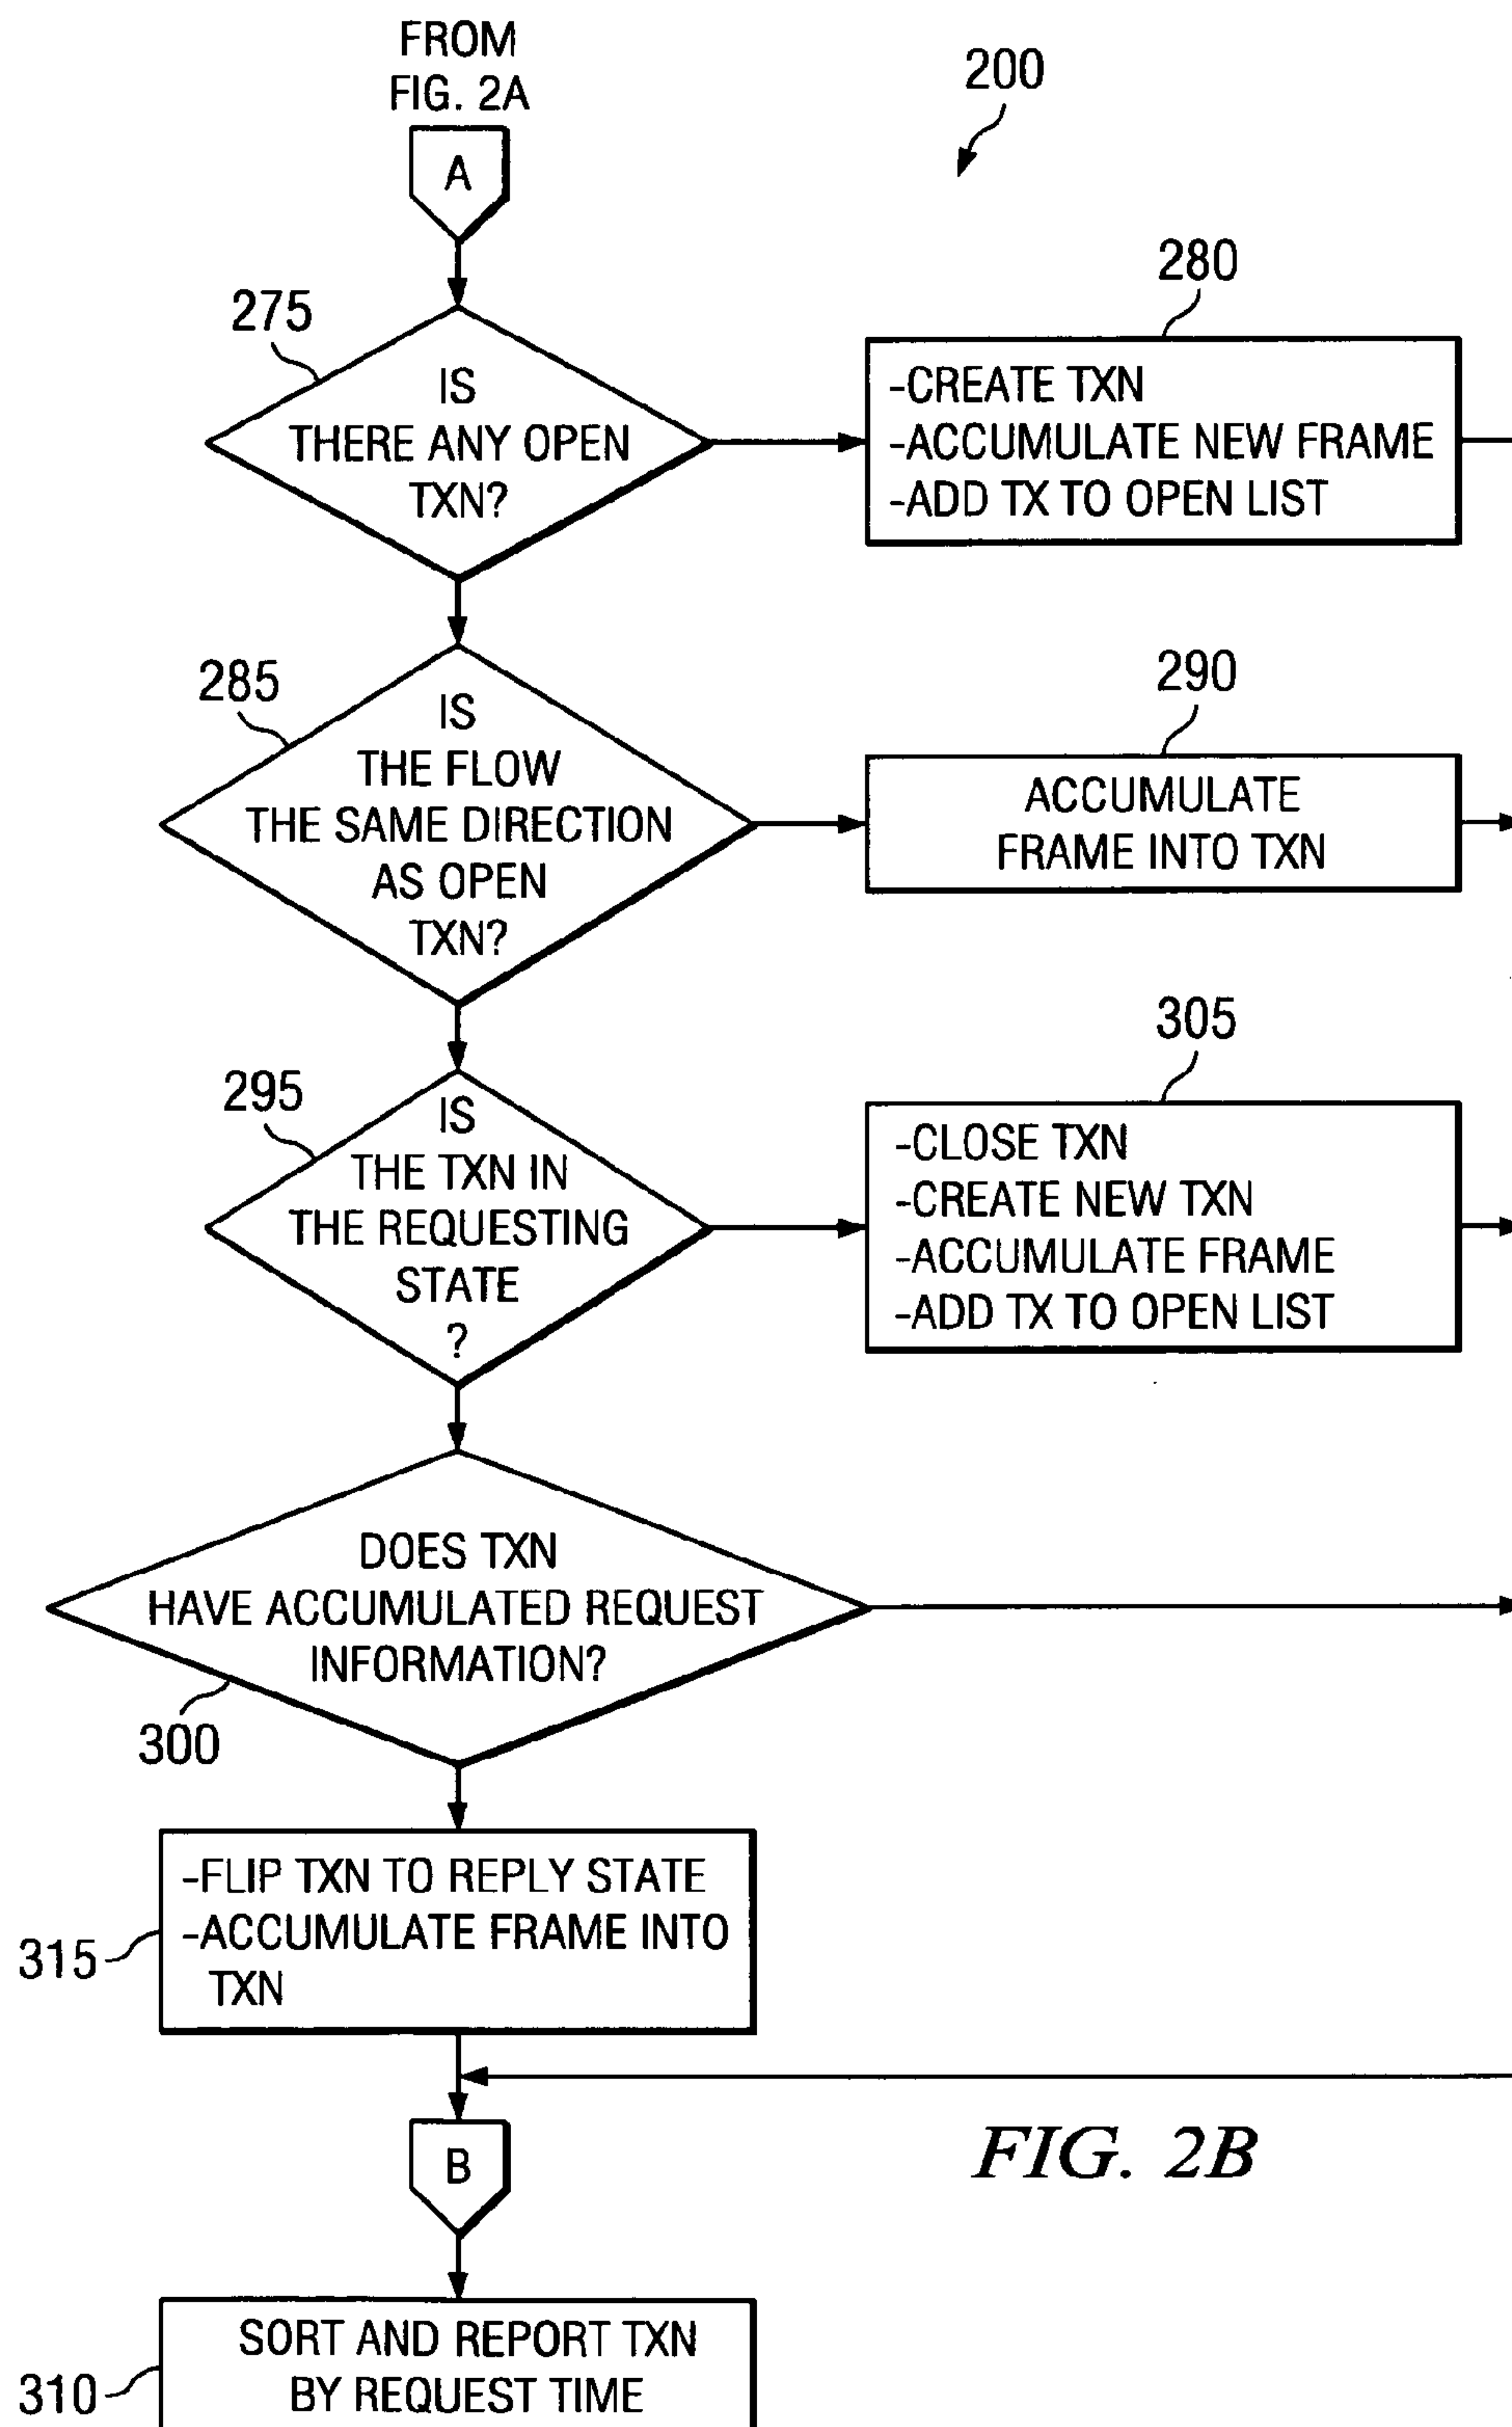 FROM
FIG. 2A
A
200
275
IS
THERE ANY OPEN
TXN?
280
-CREATE TXN
-ACCUMULATE NEW FRAME
-ADD TX TO OPEN LIST
285
IS
THE FLOW
THE SAME DIRECTION
AS OPEN
TXN?
290
ACCUMULATE
FRAME INTO TXN
295
IS
THE TXN IN
THE REQUESTING
STATE
?
305
-CLOSE TXN
-CREATE NEW TXN
-ACCUMULATE FRAME
-ADD TX TO OPEN LIST
DOES TXN
HAVE ACCUMULATED REQUEST
INFORMATION?
300
315
-FLIP TXN TO REPLY STATE
-ACCUMULATE FRAME INTO
TXN
B
FIG. 2B
310
SORT AND REPORT TXN
BY REQUEST TIME